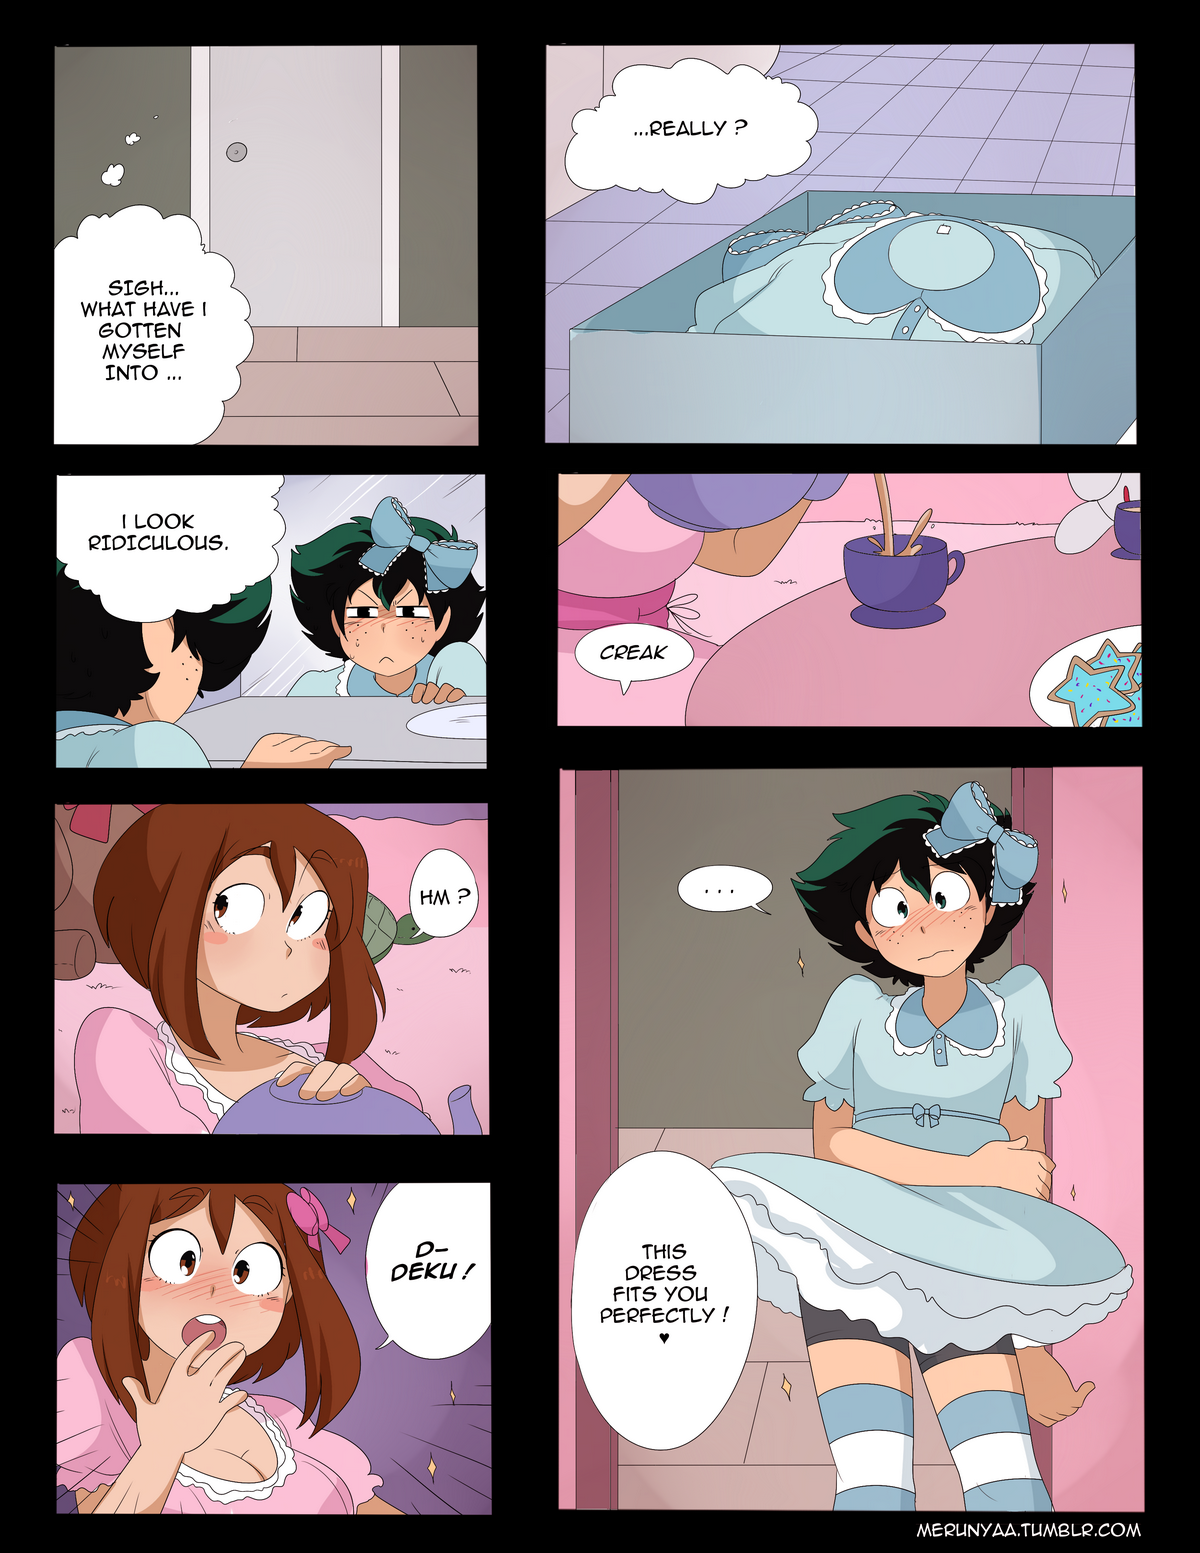 SIGH...
WHAT HAVE I
GOTTEN
MYSELF
INTO ...
...REALLY ?
I LOOK
RIDICULOUS.
CREAK
HM ?
...
D-
DEKU !
THIS
DRESS
FITS YOU
PERFECTLY !
♥
MERUNYAA.TUMBLR.COM